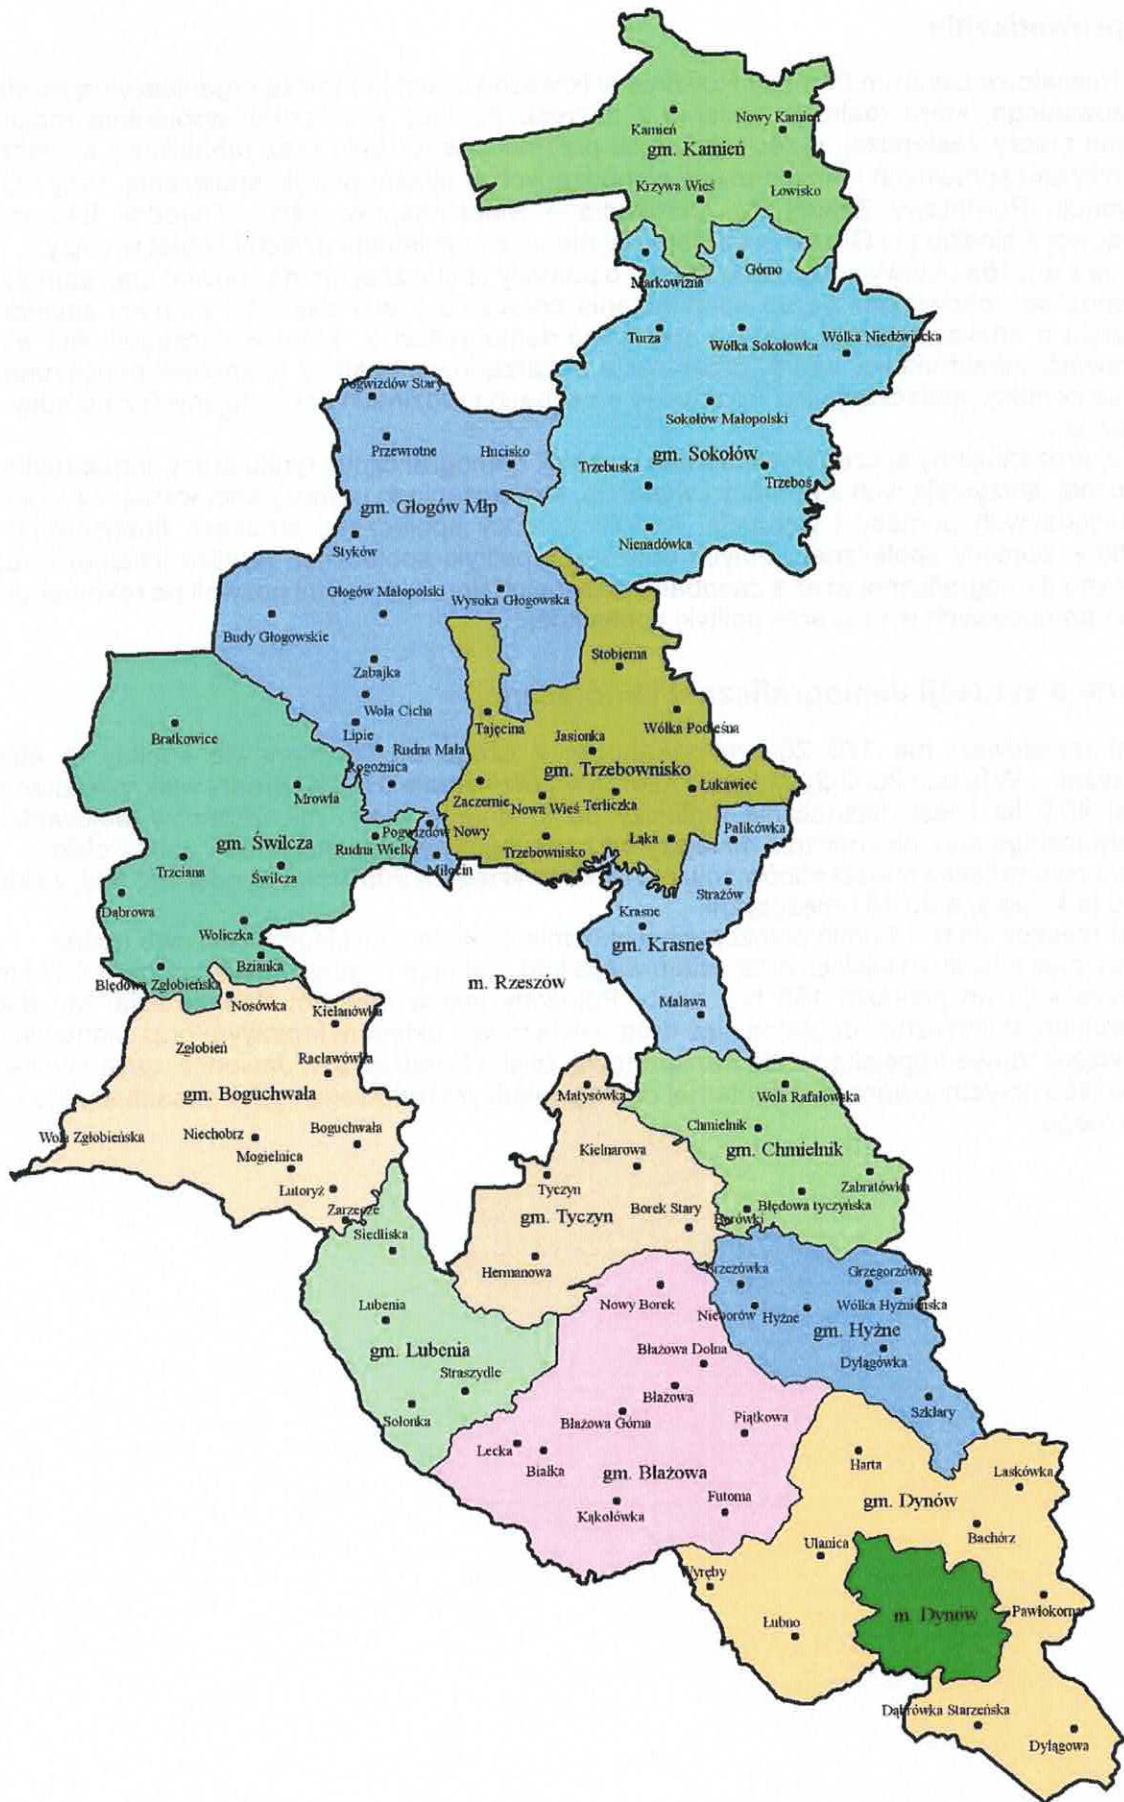 Kamień
Nowy Kamień
gm. Kamień
Krzywa Wieś
Łowisko
Markowizna
Górno
Turza
Wólka Sokołowka
Wólka Niedźwiecka
Sokołów Małopolski
gm. Sokołów
Trzebuska
Trzeboś
Nienadówka
Pogwizdów Stary
Przewrotne
Hucisko
gm. Głogów Młp
Styków
Głogów Małopolski
Wysoka Głogowska
Budy Głogowskie
Zabajka
Wola Cicha
Lipie
Rudna Mała
Rogoźnica
Pogwizdów Nowy
Miłocin
Stobierna
Tajęcina
Jasionka
Wólka Podleśna
gm. Trzebownisko
Łukawiec
Zaczernie
Nowa Wieś
Terliczka
Trzebownisko
Łąka
Bratkowice
Mrowla
gm. Świlcza
Rudna Wielka
Trzciana
Świlcza
Dąbrowa
Woliczka
Bzianka
Błędowa Zgłobieńska
Palikówka
Strażów
Krasne
gm. Krasne
Malawa
m. Rzeszów
Nosówka
Kielanówka
Zgłobień
Racławówka
gm. Boguchwała
Wola Zgłobieńska
Niechobrz
Boguchwała
Mogielnica
Lutoryż
Zarzecze
Matysówka
Kielnarowa
Tyczyn
gm. Tyczyn
Borek Stary
Hermanowa
Wola Rafałowska
Chmielnik
gm. Chmielnik
Zabratówka
Błędowa tyczyńska
Borówki
Siedliska
Lubenia
gm. Lubenia
Straszydle
Sołonka
Brzezówka
Grzegorzówka
Nieborów
Hyżne
Wólka Hyżnieńska
gm. Hyżne
Dylągówka
Szklary
Nowy Borek
Błażowa Dolna
Błażowa
Błażowa Górna
Piątkowa
Lecka
Białka
gm. Błażowa
Kąkolówka
Futoma
Harta
Laskówka
gm. Dynów
Bachórz
Ulanica
Wyręby
Łubno
m. Dynów
Pawłokoma
Dąbrówka Starzeńska
Dylągowa